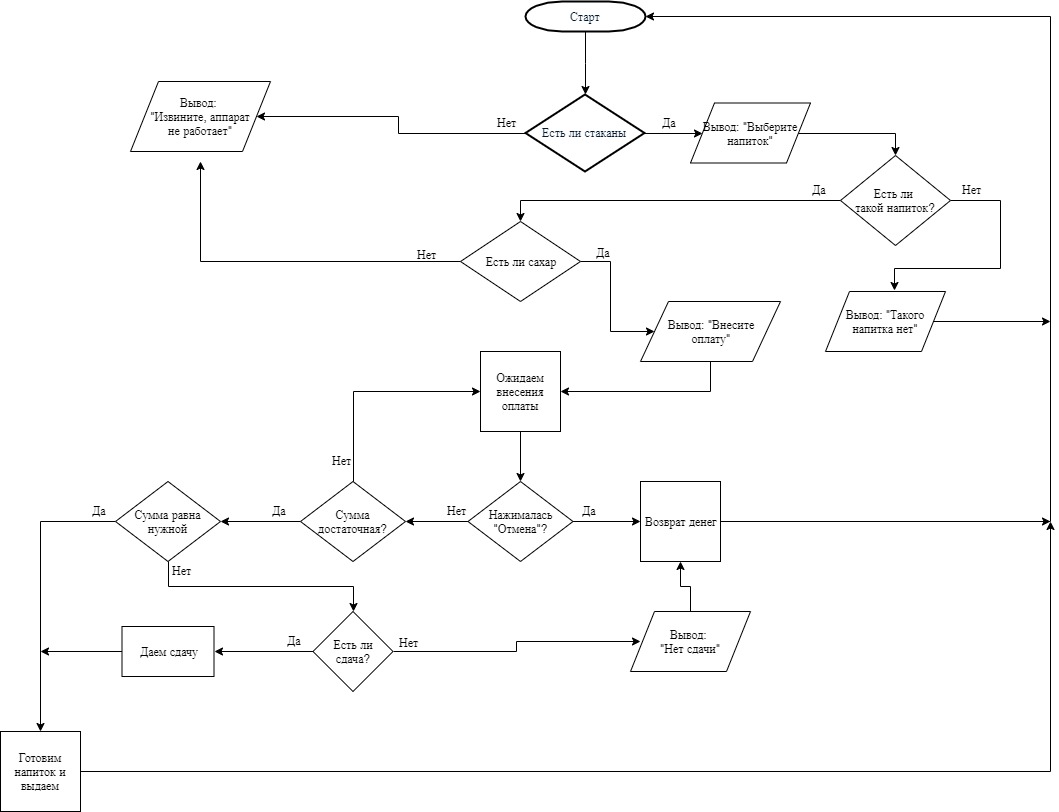 Старт
Вывод:
"Извините, аппарат
не работает"
Нет
Есть ли стаканы
Да
Вывод: "Выберите
напиток"
Да
Есть ли
такой напиток?
Нет
Нет
Есть ли сахар
Да
Вывод: "Внесите
оплату"
Вывод: "Такого
напитка нет"
Ожидаем
внесения
оплаты
Нет
Да
Сумма равна
нужной
Да
Сумма
достаточная?
Нет
Нажималась
"Отмена"?
Да
Возврат денег
Нет
Даем сдачу
Да
Есть ли
сдача?
Нет
Вывод:
"Нет сдачи"
Готовим
напиток и
выдаем